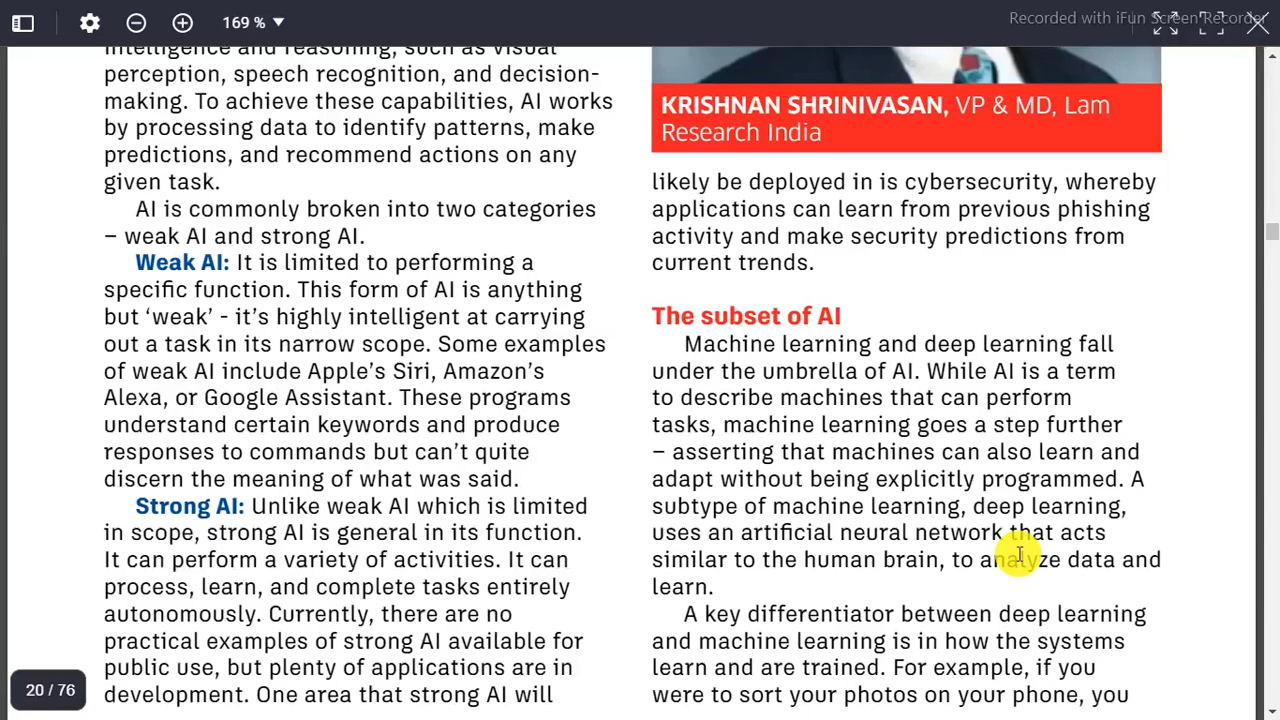 169 %
Recorded with iFun Screen Recorder
intelligence and reasoning, such as visual
perception, speech recognition, and decision-
making. To achieve these capabilities, AI works
by processing data to identify patterns, make
predictions, and recommend actions on any
given task.
AI is commonly broken into two categories
– weak AI and strong AI.
Weak AI: It is limited to performing a
specific function. This form of AI is anything
but ‘weak’ - it’s highly intelligent at carrying
out a task in its narrow scope. Some examples
of weak AI include Apple’s Siri, Amazon’s
Alexa, or Google Assistant. These programs
understand certain keywords and produce
responses to commands but can’t quite
discern the meaning of what was said.
Strong AI: Unlike weak AI which is limited
in scope, strong AI is general in its function.
It can perform a variety of activities. It can
process, learn, and complete tasks entirely
autonomously. Currently, there are no
practical examples of strong AI available for
public use, but plenty of applications are in
development. One area that strong AI will
KRISHNAN SHRINIVASAN, VP & MD, Lam
Research India
likely be deployed in is cybersecurity, whereby
applications can learn from previous phishing
activity and make security predictions from
current trends.
The subset of AI
Machine learning and deep learning fall
under the umbrella of AI. While AI is a term
to describe machines that can perform
tasks, machine learning goes a step further
– asserting that machines can also learn and
adapt without being explicitly programmed. A
subtype of machine learning, deep learning,
uses an artificial neural network that acts
similar to the human brain, to analyze data and
learn.
A key differentiator between deep learning
and machine learning is in how the systems
learn and are trained. For example, if you
were to sort your photos on your phone, you
20 / 76